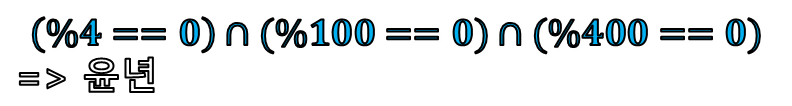 (%4 == 0) ∩ (%100 == 0) ∩ (%400 == 0)
=> 윤년